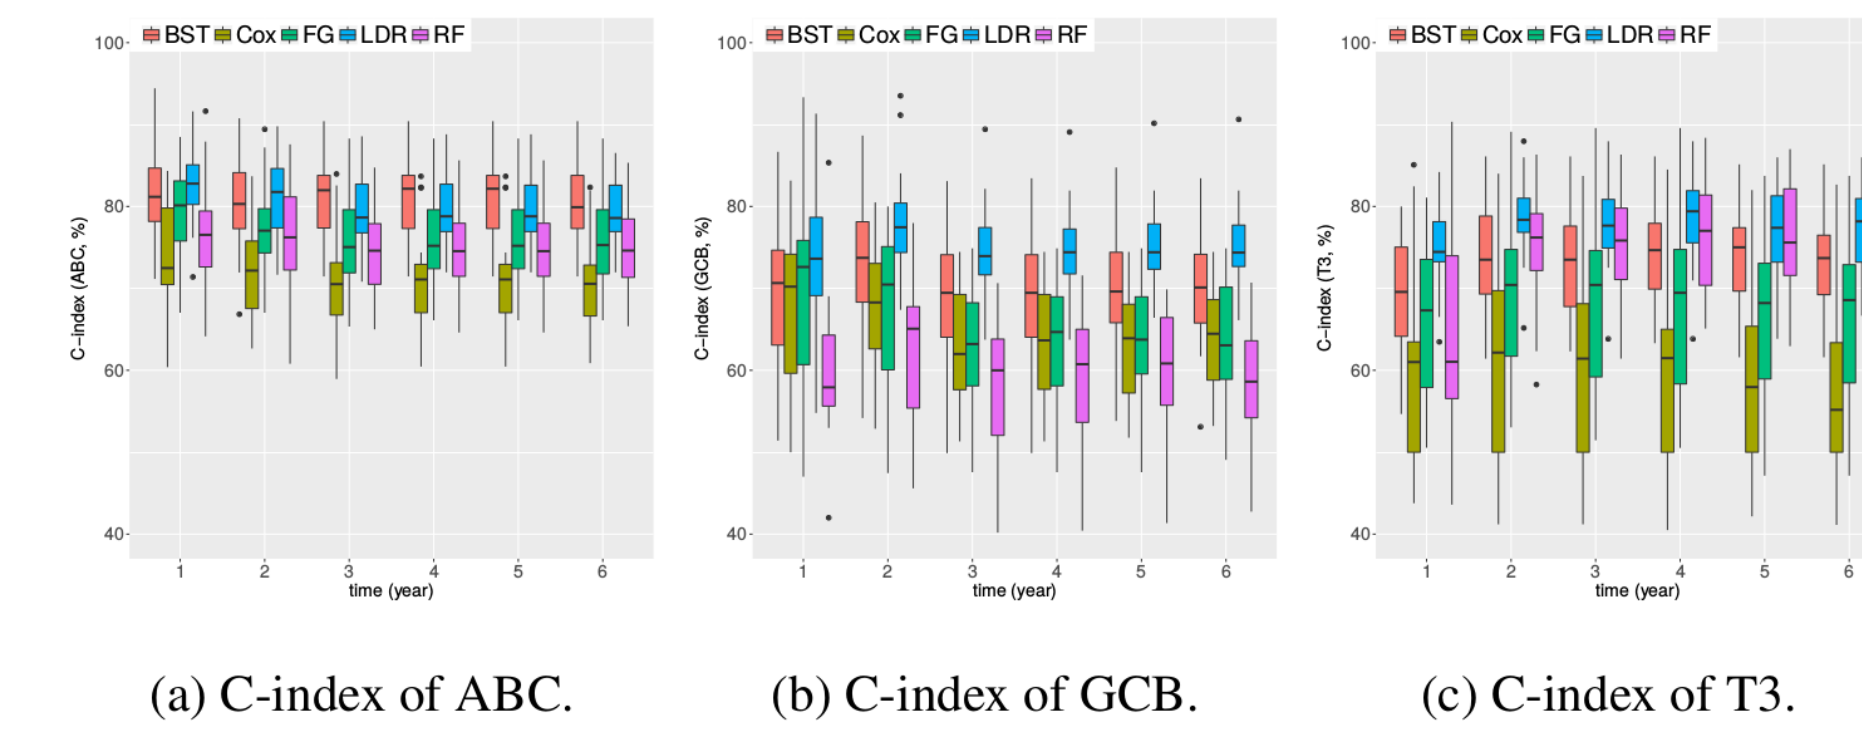 BST Cox FG LDR RF
100
80
60
40
C−index (ABC, %)
1 2 3 4 5 6
time (year)
(a) C-index of ABC.
BST Cox FG LDR RF
100
80
60
40
C−index (GCB, %)
1 2 3 4 5 6
time (year)
(b) C-index of GCB.
BST Cox FG LDR RF
100
80
60
40
C−index (T3, %)
1 2 3 4 5 6
time (year)
(c) C-index of T3.